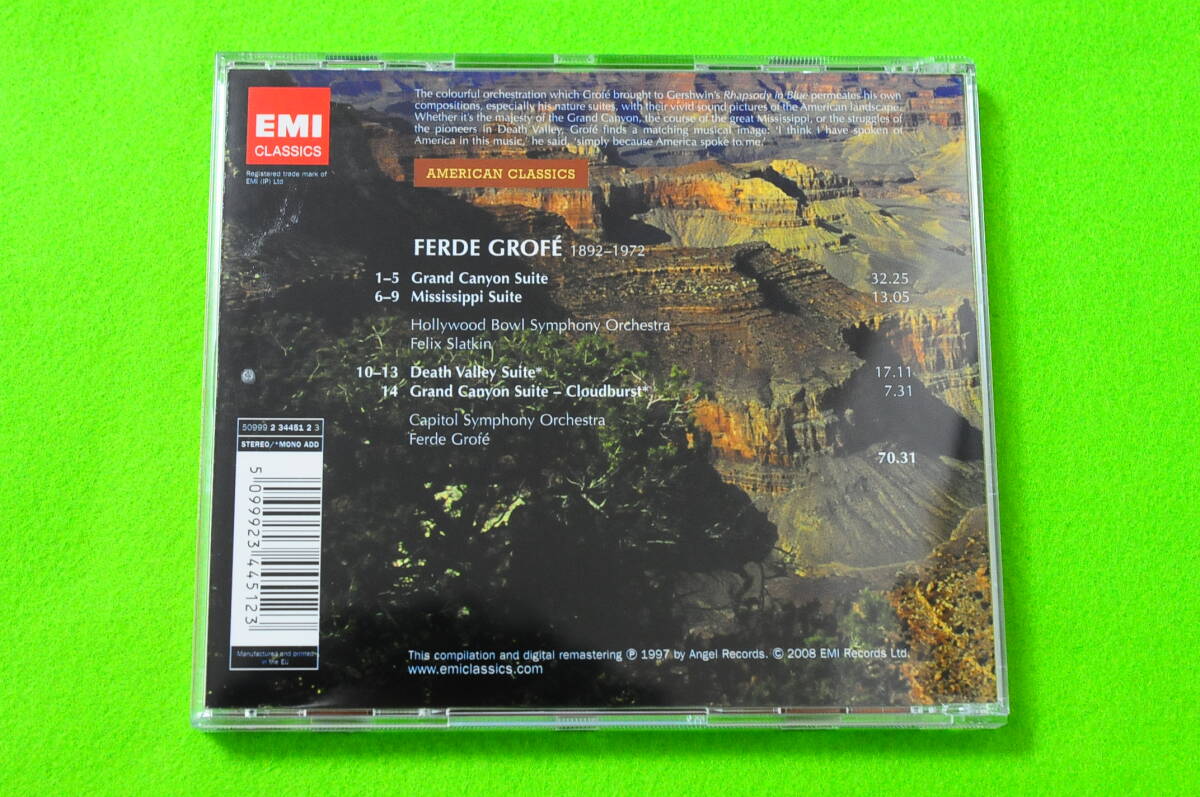 The colourful orchestration which Grofé brought to Gershwin's Rhapsody in Blue permeates his own
compositions, especially his nature suites, with their vivid sound pictures of the American landscape.
Whether it's the majesty of the Grand Canyon, the course of the great Mississippi, or the struggles of
the pioneers in Death Valley, Grofé finds a matching musical image: 'I think I have spoken of
America in this music,' he said, 'simply because America spoke to me.'
EMI
CLASSICS
Registered trade mark of
EMI (IP) Ltd
AMERICAN CLASSICS
FERDE GROFÉ 1892–1972
1–5 Grand Canyon Suite 32.25
6–9 Mississippi Suite 13.05
Hollywood Bowl Symphony Orchestra
Felix Slatkin
10–13 Death Valley Suite* 17.11
14 Grand Canyon Suite – Cloudburst* 7.31
Capitol Symphony Orchestra
Ferde Grofé
70.31
50999 2 34451 2 3
STEREO/*MONO ADD
5 099923 445123
Manufactured and printed
in the EU
This compilation and digital remastering ℗ 1997 by Angel Records. © 2008 EMI Records Ltd.
www.emiclassics.com